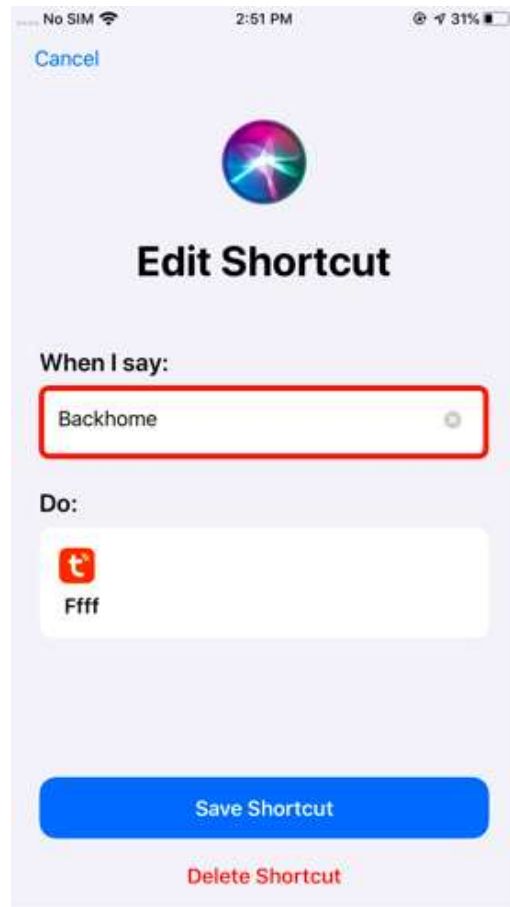 No SIM 2:51 PM 31%
Cancel
Edit Shortcut
When I say:
Backhome
Do:
t
Ffff
Save Shortcut
Delete Shortcut